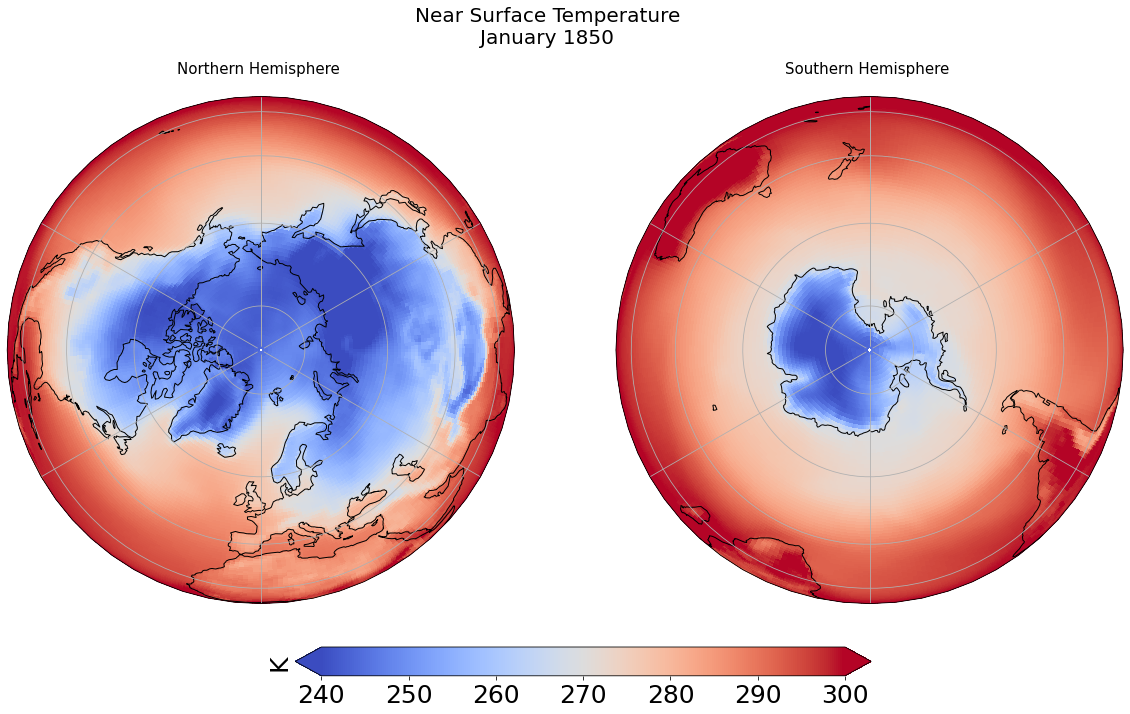 Near Surface Temperature
January 1850
Northern Hemisphere
Southern Hemisphere
K
240 250 260 270 280 290 300